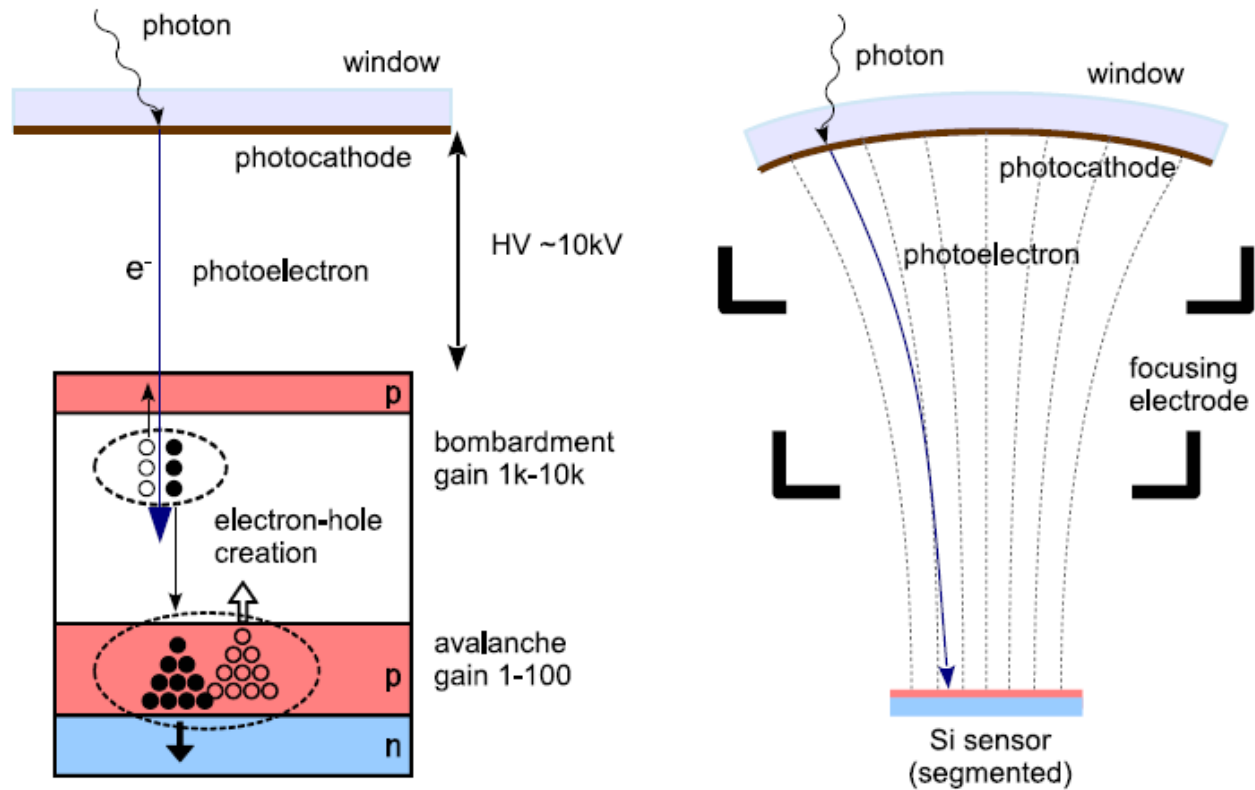 photon
window
photocathode
HV ~10kV
e-
photoelectron
p
bombardment
gain 1k-10k
electron-hole
creation
avalanche
gain 1-100
p
n
photon
window
photocathode
photoelectron
focusing
electrode
Si sensor
(segmented)